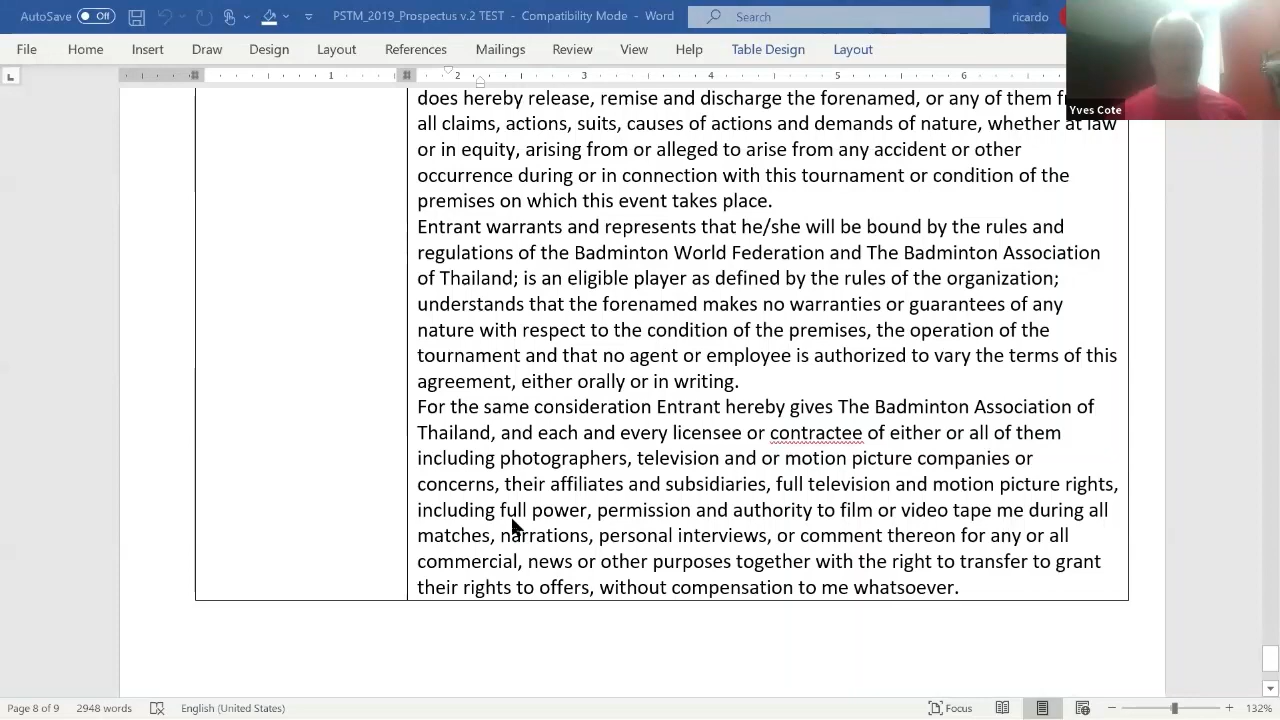 AutoSave Off PSTM_2019_Prospectus v.2 TEST - Compatibility Mode - Word Search ricardo
File Home Insert Draw Design Layout References Mailings Review View Help Table Design Layout
1 2 3 4 5 6
Yves Cote
does hereby release, remise and discharge the forenamed, or any of them
all claims, actions, suits, causes of actions and demands of nature, whether at law
or in equity, arising from or alleged to arise from any accident or other
occurrence during or in connection with this tournament or condition of the
premises on which this event takes place.
Entrant warrants and represents that he/she will be bound by the rules and
regulations of the Badminton World Federation and The Badminton Association
of Thailand; is an eligible player as defined by the rules of the organization;
understands that the forenamed makes no warranties or guarantees of any
nature with respect to the condition of the premises, the operation of the
tournament and that no agent or employee is authorized to vary the terms of this
agreement, either orally or in writing.
For the same consideration Entrant hereby gives The Badminton Association of
Thailand, and each and every licensee or contractee of either or all of them
including photographers, television and or motion picture companies or
concerns, their affiliates and subsidiaries, full television and motion picture rights,
including full power, permission and authority to film or video tape me during all
matches, narrations, personal interviews, or comment thereon for any or all
commercial, news or other purposes together with the right to transfer to grant
their rights to offers, without compensation to me whatsoever.
Page 8 of 9 2948 words English (United States) Focus 132%